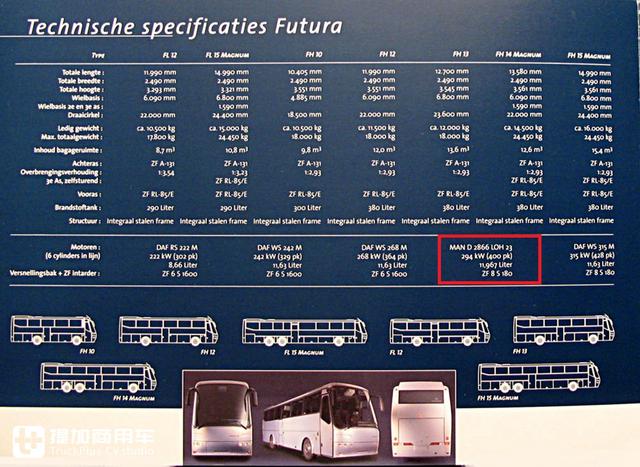 Technische specificaties Futura
TYPE FL 12 FL 15 MAGNUM FH 10 FH 12 FH 13 FH 14 MAGNUM FH 15 MAGNUM
Totale lengte : 11.990 mm 14.990 mm 10.405 mm 11.990 mm 12.700 mm 13.580 mm 14.990 mm
Totale breedte : 2.490 mm 2.490 mm 2.490 mm 2.490 mm 2.490 mm 2.490 mm 2.490 mm
Totale hoogte : 3.293 mm 3.321 mm 3.551 mm 3.551 mm 3.545 mm 3.561 mm 3.561 mm
Wielbasis : 6.090 mm 6.800 mm 4.885 mm 6.090 mm 6.800 mm 6.090 mm 6.800 mm
Wielbasis 2e en 3e as : 1.590 mm 1.590 mm 1.590 mm
Draaicirkel : 22.000 mm 24.400 mm 18.500 mm 22.000 mm 23.600 mm 22.000 mm 24.400 mm
Ledig gewicht : ca. 10.500 kg ca. 15.000 kg ca. 10.500 kg ca. 11.500 kg ca. 12.000 kg ca. 14.500 kg ca. 16.000 kg
Max. totaalgewicht : 17.800 kg 24.450 kg 18.000 kg 18.000 kg 18.000 kg 24.450 kg 24.450 kg
Inhoud bagageruimte : 8,7 m³ 10,8 m³ 9,8 m³ 12,0 m³ 13,6 m³ 12,6 m³ 15,4 m³
Achteras : ZF A-131 ZF A-131 ZF A-131 ZF A-131 ZF A-131 ZF A-131 ZF A-131
Overbrengingsverhouding : 1:3,54 1:3,23 1:2,93 1:2,93 1:2,93 1:2,93 1:2,93
3e As, zelfsturend : ZF RL-85/E ZF RL-85/E ZF RL-85/E
Vooras : ZF RL-85/E ZF RL-85/E ZF RL-85/E ZF RL-85/E ZF RL-85/E ZF RL-85/E ZF RL-85/E
Brandstoftank : 290 Liter 290 Liter 300 Liter 380 Liter 380 Liter 380 Liter 380 Liter
Structuur : Integraal stalen frame Integraal stalen frame Integraal stalen frame Integraal stalen frame Integraal stalen frame Integraal stalen frame Integraal stalen frame
Motoren : DAF RS 222 M DAF WS 242 M DAF WS 268 M MAN D 2866 LOH 23 DAF WS 315 M
(6 cylinders in lijn) 222 kW (302 pk) 242 kW (329 pk) 268 kW (364 pk) 294 kW (400 pk) 315 kW (428 pk)
8,66 Liter 11,63 Liter 11,63 Liter 11,967 Liter 11,63 Liter
Versnellingsbak + ZF intarder : ZF 6 S 1600 ZF 6 S 1600 ZF 6 S 1600 ZF 8 S 180 ZF 8 S 180
FH 10 FH 12 FL 15 MAGNUM FL 12 FH 13
FH 14 MAGNUM FH 15 MAGNUM
提加商用车
TruckPlus CV studio